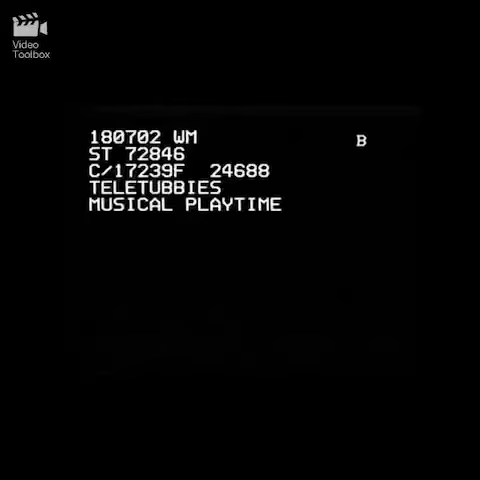 Video
Toolbox
180702 WM B
ST 72846
C/17239F 24688
TELETUBBIES
MUSICAL PLAYTIME